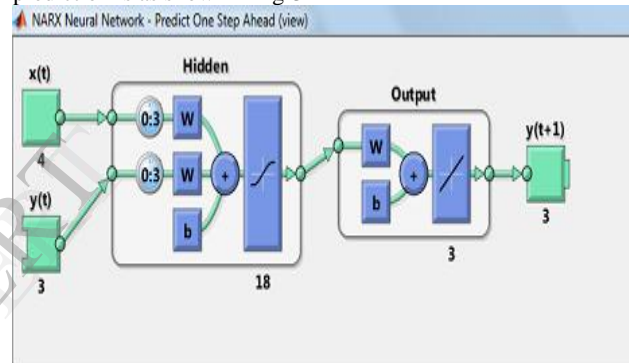 NARX Neural Network - Predict One Step Ahead (view)
x(t)
4
y(t)
3
Hidden
0:3
W
0:3
W
+
b
18
Output
W
+
b
3
y(t+1)
3
ERT